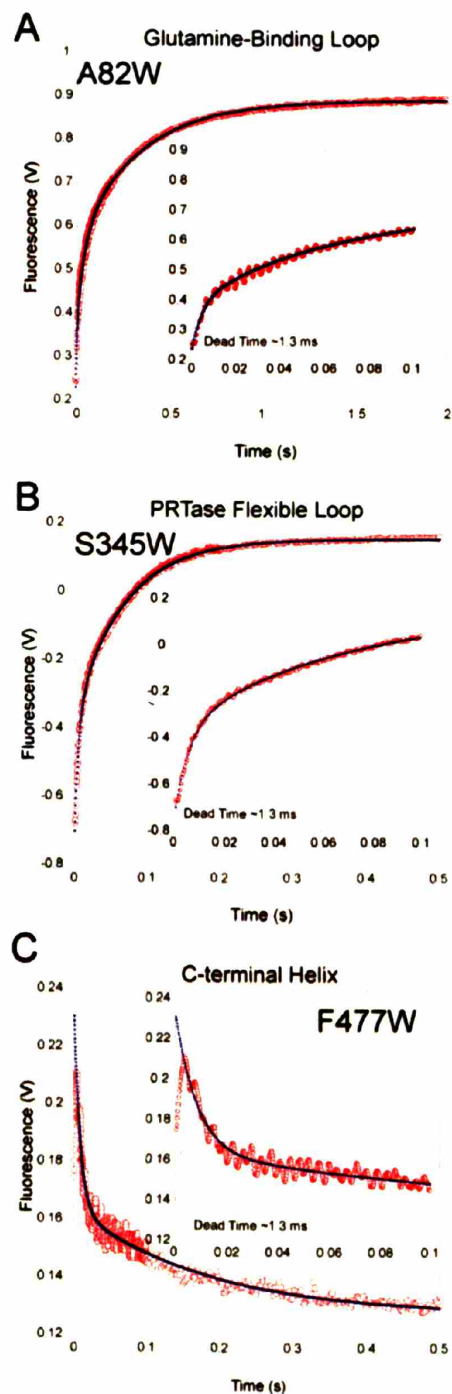 A
Glutamine-Binding Loop
A82W
1
0 9
0 8
0 7
0 6
0 5
0 4
0 3
0 2
Fluorescence (V)
0 9
0 8
0 7
0 6
0 5
0 4
0 3
0 2
Dead Time ~1 3 ms
0 0 02 0 04 0 06 0 08 0 1
0 0 5 1 1 5 2
Time (s)
B
PRTase Flexible Loop
S345W
0 2
0
-0 2
-0 4
-0 6
-0 8
Fluorescence (V)
0 2
0
-0 2
-0 4
-0 6
-0 8
Dead Time ~1 3 ms
0 0 02 0 04 0 06 0 08 0 1
0 0 1 0 2 0 3 0 4 0 5
Time (s)
C
C-terminal Helix
F477W
0 24
0 22
0 2
0 18
0 16
0 14
0 12
Fluorescence (V)
0 24
0 22
0 2
0 18
0 16
0 14
0 12
Dead Time ~1 3 ms
0 0 02 0 04 0 06 0 08 0 1
0 0 1 0 2 0 3 0 4 0 5
Time (s)